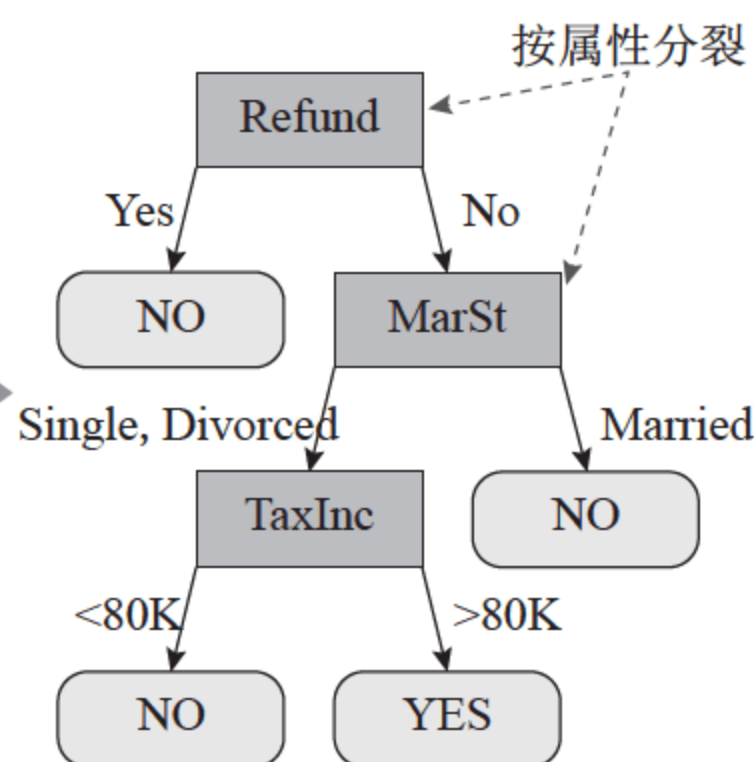 按属性分裂
Refund
Yes
No
NO
MarSt
Single, Divorced
Married
TaxInc
NO
<80K
>80K
NO
YES